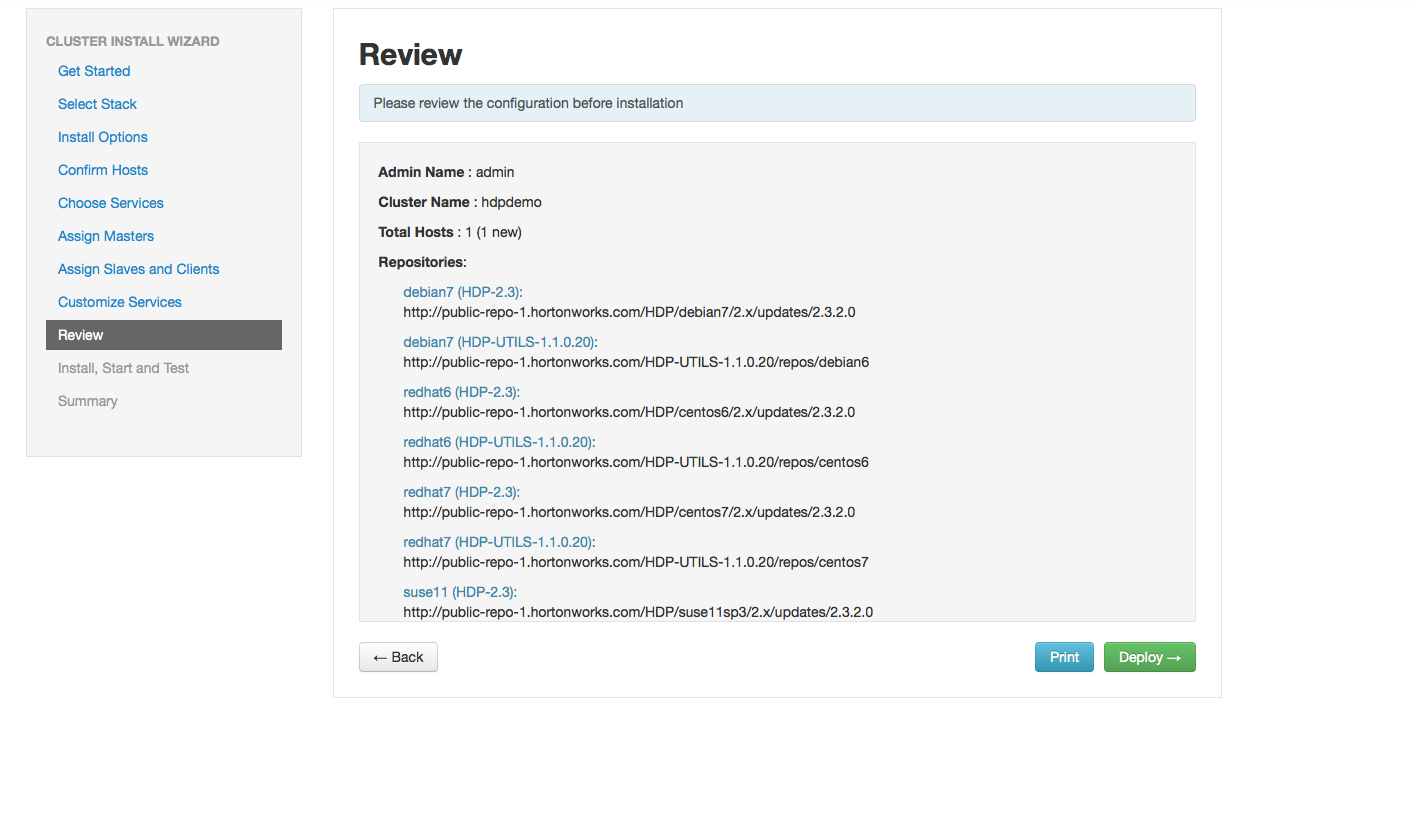 CLUSTER INSTALL WIZARD
Get Started
Select Stack
Install Options
Confirm Hosts
Choose Services
Assign Masters
Assign Slaves and Clients
Customize Services
Review
Install, Start and Test
Summary
Review
Please review the configuration before installation
Admin Name : admin
Cluster Name : hdpdemo
Total Hosts : 1 (1 new)
Repositories:
debian7 (HDP-2.3):
http://public-repo-1.hortonworks.com/HDP/debian7/2.x/updates/2.3.2.0
debian7 (HDP-UTILS-1.1.0.20):
http://public-repo-1.hortonworks.com/HDP-UTILS-1.1.0.20/repos/debian6
redhat6 (HDP-2.3):
http://public-repo-1.hortonworks.com/HDP/centos6/2.x/updates/2.3.2.0
redhat6 (HDP-UTILS-1.1.0.20):
http://public-repo-1.hortonworks.com/HDP-UTILS-1.1.0.20/repos/centos6
redhat7 (HDP-2.3):
http://public-repo-1.hortonworks.com/HDP/centos7/2.x/updates/2.3.2.0
redhat7 (HDP-UTILS-1.1.0.20):
http://public-repo-1.hortonworks.com/HDP-UTILS-1.1.0.20/repos/centos7
suse11 (HDP-2.3):
http://public-repo-1.hortonworks.com/HDP/suse11sp3/2.x/updates/2.3.2.0
← Back
Print
Deploy →